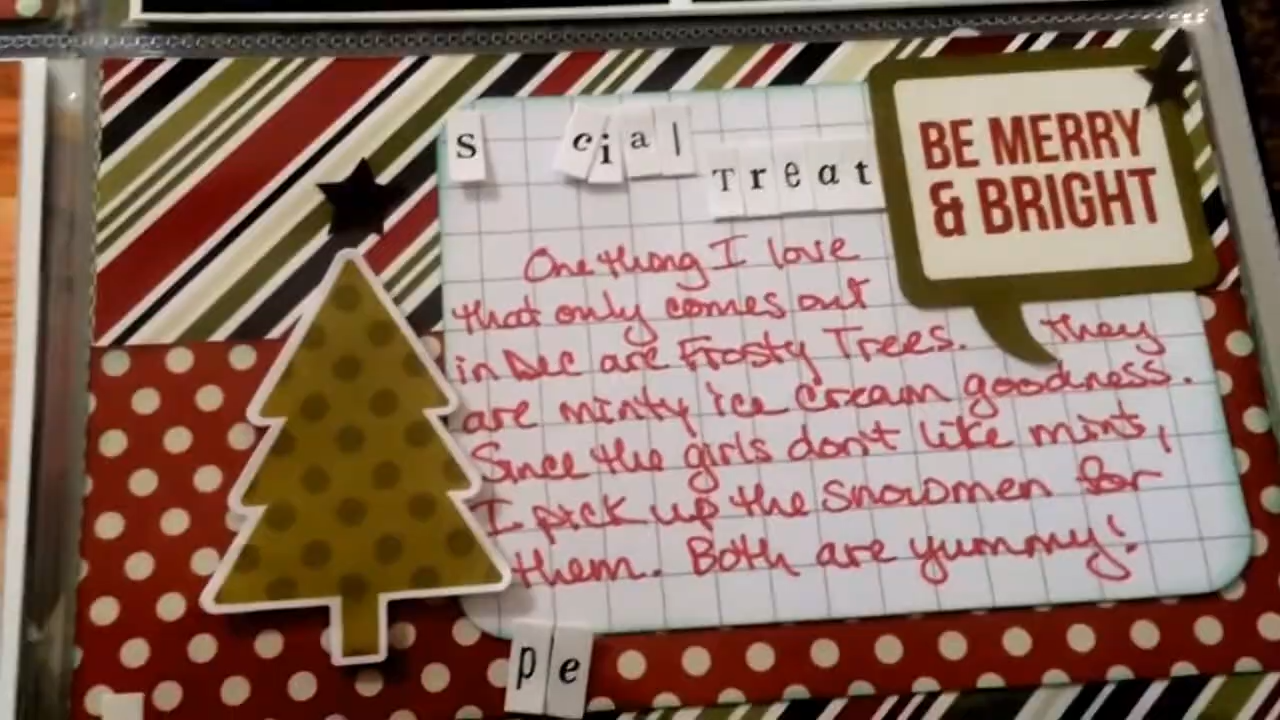 S cial
Treat
BE MERRY
& BRIGHT
One thing I love
that only comes out
in Dec are Frosty Trees. They
are minty ice cream goodness.
Since the girls don't like mint,
I pick up the snowmen for
them. Both are yummy!
pe